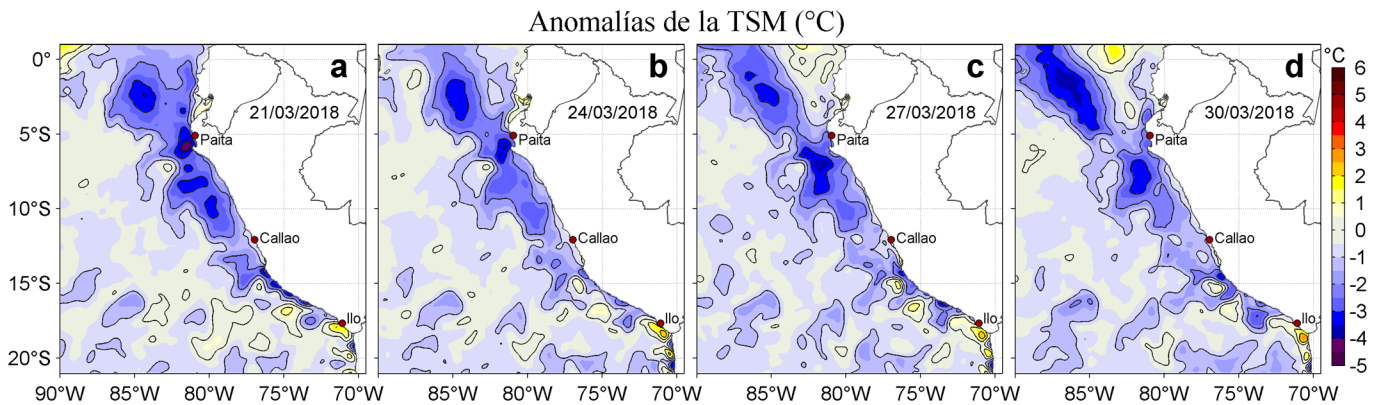 Anomalías de la TSM (°C)
a b c d
21/03/2018 24/03/2018 27/03/2018 30/03/2018
Paita Paita Paita Paita
Callao Callao Callao Callao
Ilo Ilo Ilo Ilo
0°
5°S
10°S
15°S
20°S
90°W 85°W 80°W 75°W 70°W 85°W 80°W 75°W 70°W 85°W 80°W 75°W 70°W 85°W 80°W 75°W 70°W
°C
6
5
4
3
2
1
0
-1
-2
-3
-4
-5